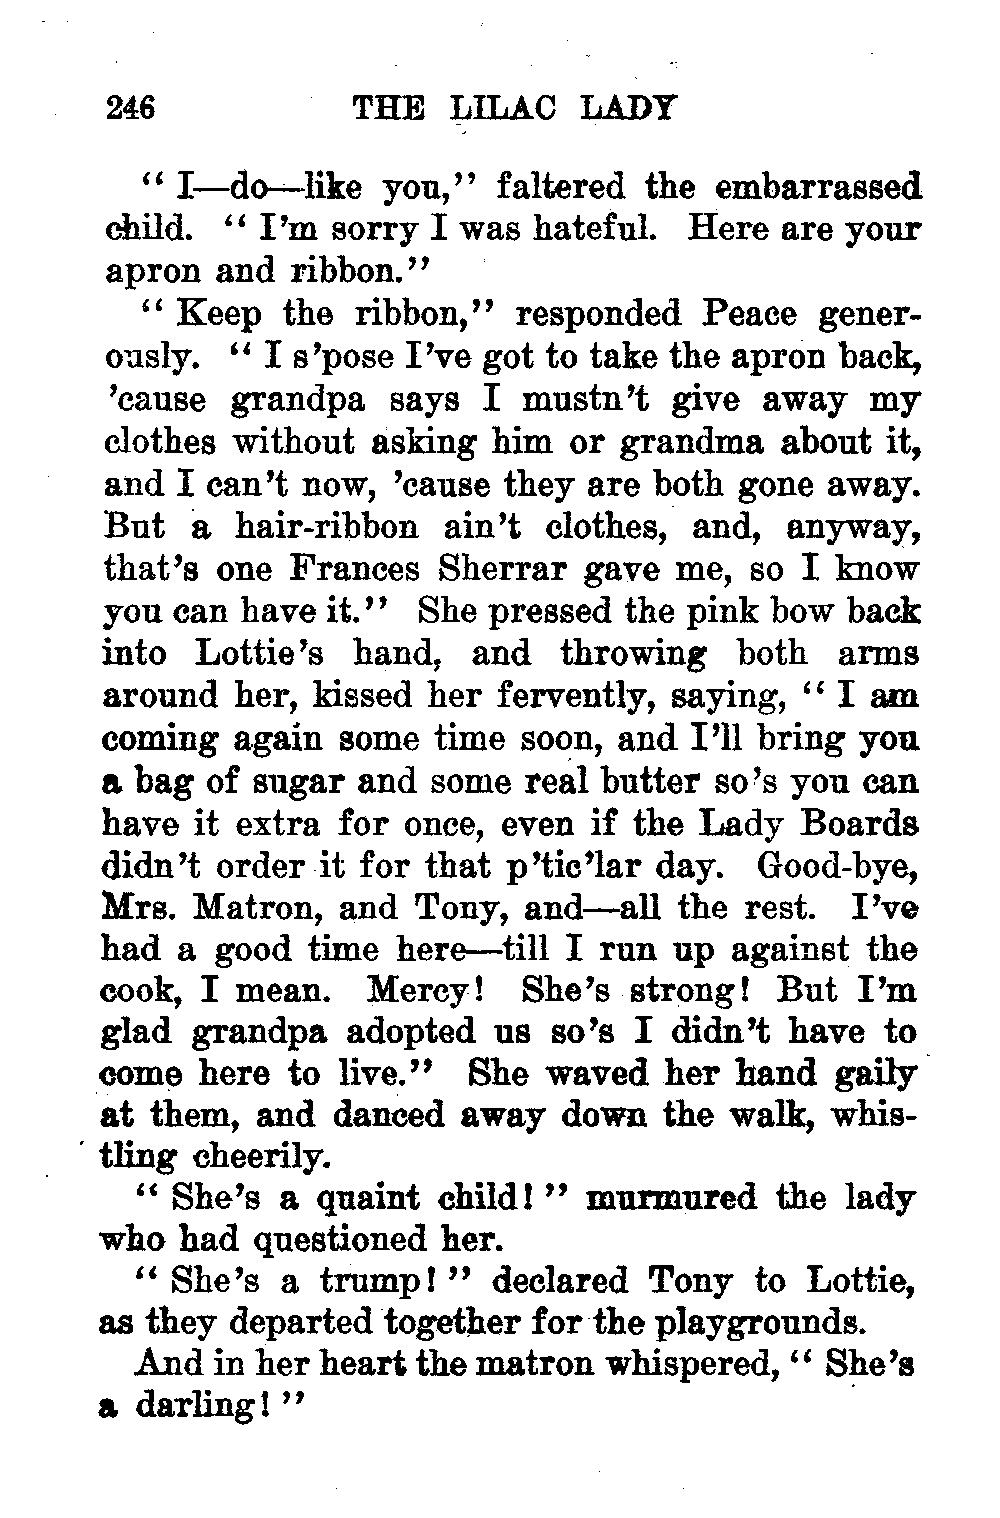 246 THE LILAC LADY
“ I—do—like you,” faltered the embarrassed
child. “ I’m sorry I was hateful. Here are your
apron and ribbon.”
“ Keep the ribbon,” responded Peace gener-
ously. “ I s’pose I’ve got to take the apron back,
’cause grandpa says I mustn’t give away my
clothes without asking him or grandma about it,
and I can’t now, ’cause they are both gone away.
But a hair-ribbon ain’t clothes, and, anyway,
that’s one Frances Sherrar gave me, so I know
you can have it.” She pressed the pink bow back
into Lottie’s hand, and throwing both arms
around her, kissed her fervently, saying, “ I am
coming again some time soon, and I’ll bring you
a bag of sugar and some real butter so’s you can
have it extra for once, even if the Lady Boards
didn’t order it for that p’tic’lar day. Good-bye,
Mrs. Matron, and Tony, and—all the rest. I’ve
had a good time here—till I run up against the
cook, I mean. Mercy! She’s strong! But I’m
glad grandpa adopted us so’s I didn’t have to
come here to live.” She waved her hand gaily
at them, and danced away down the walk, whis-
tling cheerily.
“ She’s a quaint child! ” murmured the lady
who had questioned her.
“ She’s a trump! ” declared Tony to Lottie,
as they departed together for the playgrounds.
And in her heart the matron whispered, “ She’s
a darling! ”